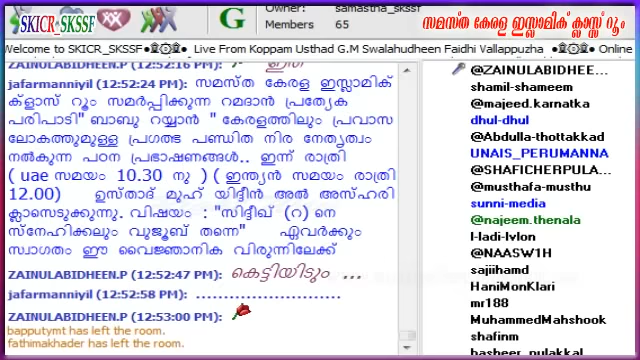 SKICR_SKSSF
G
Owner: samastha_skssf
Members 65
സമസ്ത കേരള ഇസ്ലാമിക് ക്ലാസ്സ് റൂം
Welcome to SKICR_SKSSF Live From Koppam Usthad G.M Swalahudheen Faidhi Vallappuzha Online
ZAINULABIDHEEN.P (12:52:16 PM):
jafarmanniyil (12:52:24 PM): സമസ്ത കേരള ഇസ്ലാമിക്
ക്ളാസ് റൂം സമർപ്പിക്കുന്ന റമദാൻ പ്രത്യേക
പരിപാടി" ബാബു റയ്യാൻ " കേരളത്തിലും പ്രവാസ
ലോകത്തുമുള്ള പ്രഗത്ഭ പണ്ഡിത നിര നേതൃത്വം
നൽകുന്ന പഠന പ്രഭാഷണങ്ങൾ.. ഇന്ന് രാത്രി
( uae സമയം 10.30 നു ) ( ഇന്ത്യൻ സമയം രാത്രി
12.00) ഉസ്താദ് മുഹ് യിദ്ദീൻ അൽ അസ്ഹരി
ക്ലാസെടുക്കുന്നു. വിഷയം : "സിദ്ദീഖ് (റ) നെ
സ്നേഹിക്കലും വുജൂബ് തന്നെ" ഏവർക്കും
സ്വാഗതം ഈ വൈജ്ഞാനിക വിരുന്നിലേക്ക്
ZAINULABIDHEEN.P (12:52:47 PM): കെട്ടിയിടും ...
jafarmanniyil (12:52:58 PM): ..............................
ZAINULABIDHEEN.P (12:53:00 PM):
bapputymt has left the room.
fathimakhader has left the room.
@ZAINULABIDHEE...
shamil-shameem
@majeed.karnatka
dhul-dhul
@Abdulla-thottakkad
UNAIS_PERUMANNA
@SHAFICHERPULA...
@musthafa-musthu
sunni-media
@najeem.thenala
l-ladi-lvlon
@NAASW1H
sajiihamd
HaniMonKlari
mr188
MuhammedMahshook
shafinm
basheer_pulakkal